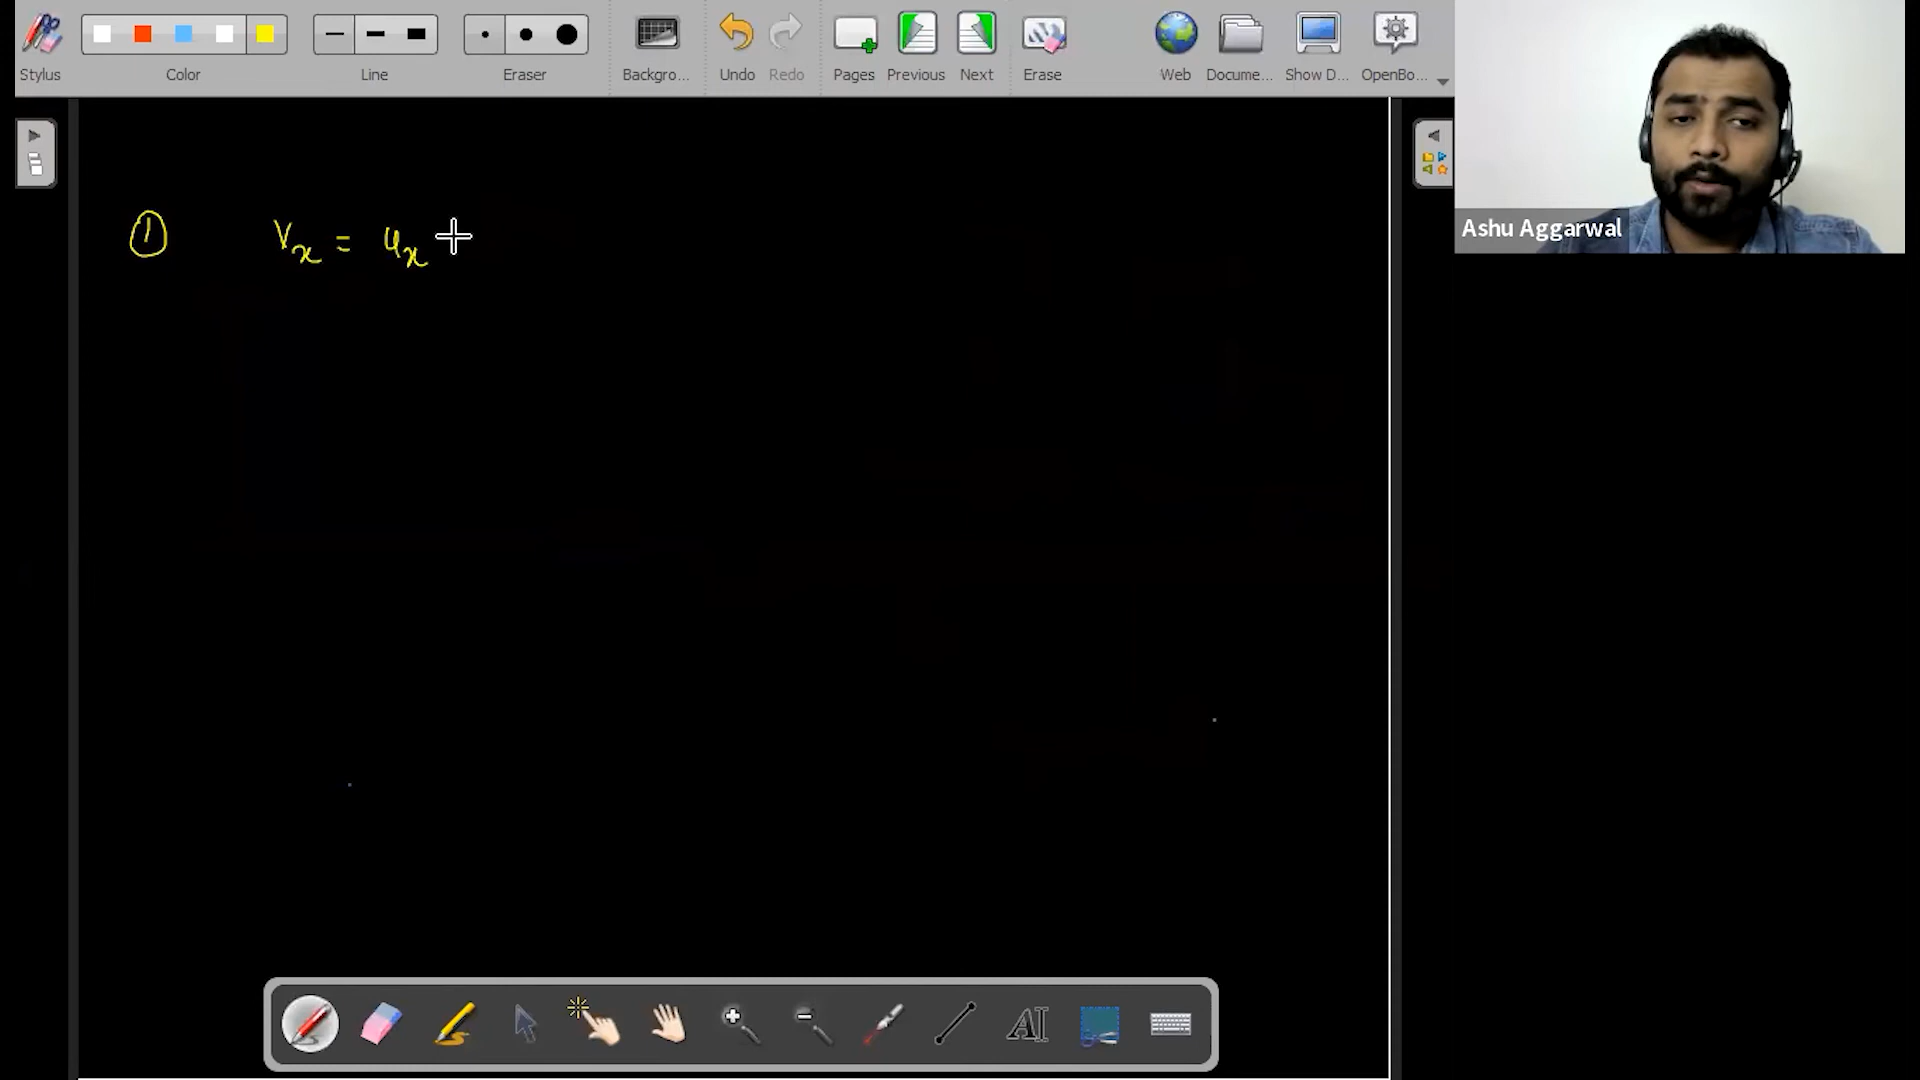 Stylus Color Line Eraser Backgro... Undo Redo Pages Previous Next Erase Web Docume... Show D... OpenBo...
Ashu Aggarwal
① Vx = ux